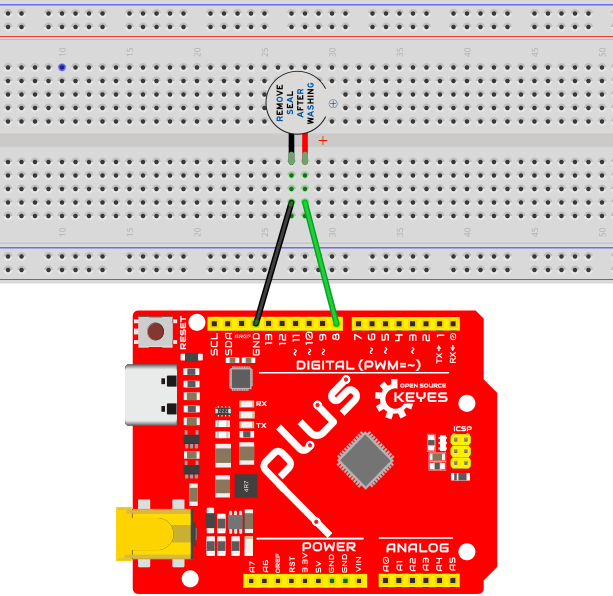 10 15 20 25 30 35 40 45 50
REMOVE
SEAL
AFTER
WASHING
+
10 15 20 25 30 35 40 45 50
RESET
SCL
SDA
AREF
GND
13
12
~11
~10
~9
8
7
~6
~5
4
~3
2
TX→1
RX←0
DIGITAL (PWM=~)
RX
TX
plus
OPEN SOURCE
KEYES
ICSP
4R7
POWER
ANALOG
A7
A6
OREF
RST
3.3V
5V
GND
GND
VIN
A0
A1
A2
A3
A4
A5